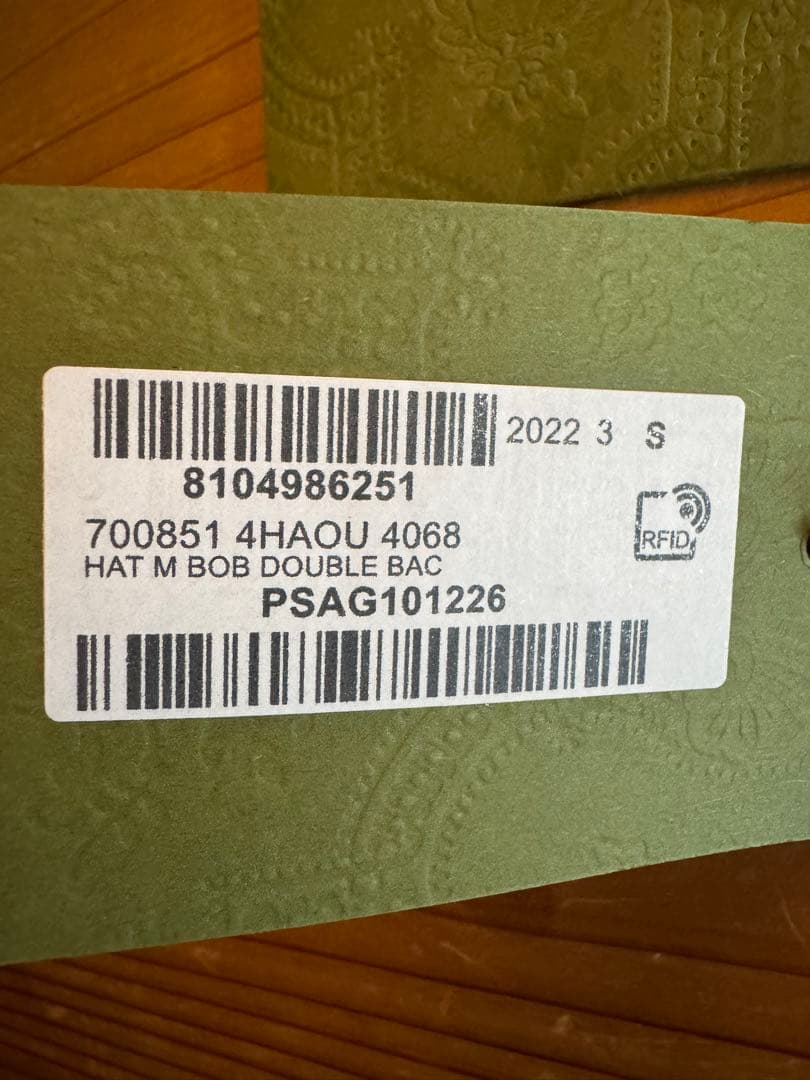 2022 3 S
8104986251
700851 4HAOU 4068
RFID
HAT M BOB DOUBLE BAC
PSAG101226